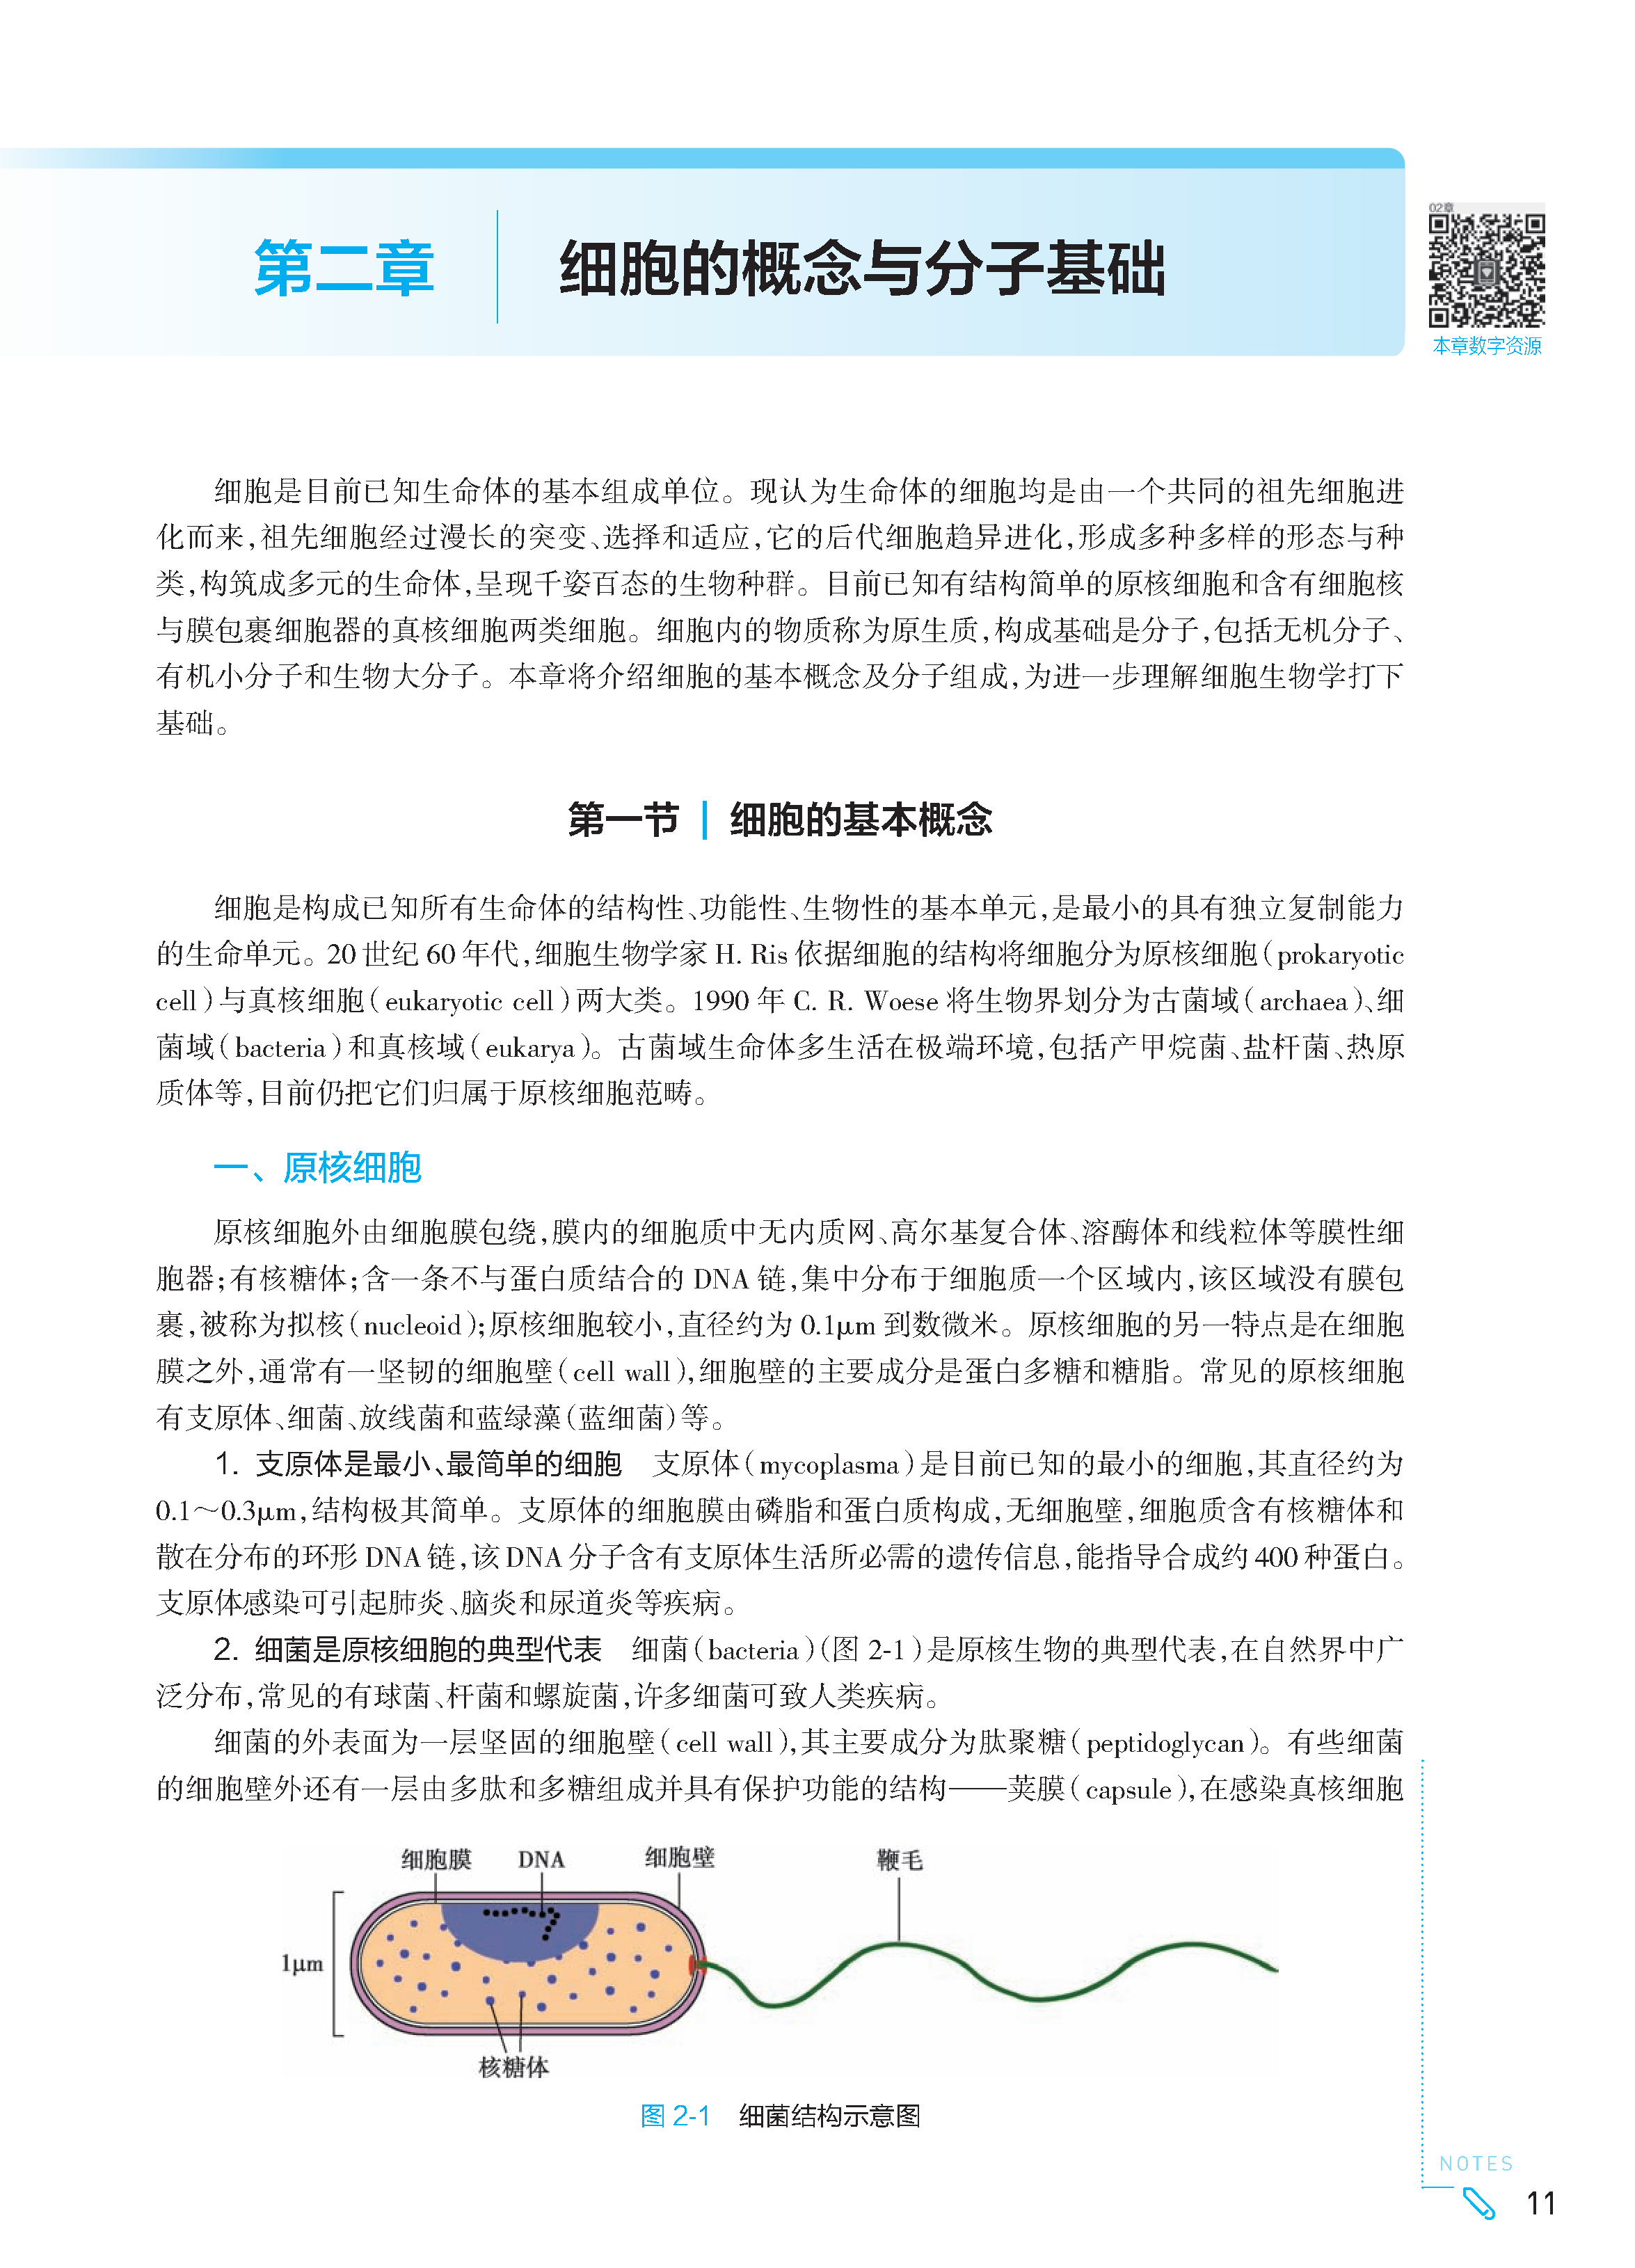 第二章
细胞的概念与分子基础
02章
本章数字资源
细胞是目前已知生命体的基本组成单位。现认为生命体的细胞均是由一个共同的祖先细胞进
化而来,祖先细胞经过漫长的突变、选择和适应,它的后代细胞趋异进化,形成多种多样的形态与种
类,构筑成多元的生命体,呈现千姿百态的生物种群。目前已知有结构简单的原核细胞和含有细胞核
与膜包裹细胞器的真核细胞两类细胞。细胞内的物质称为原生质,构成基础是分子,包括无机分子、
有机小分子和生物大分子。本章将介绍细胞的基本概念及分子组成,为进一步理解细胞生物学打下
基础。
第一节 | 细胞的基本概念
细胞是构成已知所有生命体的结构性、功能性、生物性的基本单元,是最小的具有独立复制能力
的生命单元。20世纪60年代,细胞生物学家 H. Ris 依据细胞的结构将细胞分为原核细胞(prokaryotic
cell)与真核细胞(eukaryotic cell)两大类。1990年 C. R. Woese 将生物界划分为古菌域(archaea)、细
菌域(bacteria)和真核域(eukarya)。古菌域生命体多生活在极端环境,包括产甲烷菌、盐杆菌、热原
质体等,目前仍把它们归属于原核细胞范畴。
一、原核细胞
原核细胞外由细胞膜包绕,膜内的细胞质中无内质网、高尔基复合体、溶酶体和线粒体等膜性细
胞器;有核糖体;含一条不与蛋白质结合的 DNA 链,集中分布于细胞质一个区域内,该区域没有膜包
裹,被称为拟核(nucleoid);原核细胞较小,直径约为 0.1μm 到数微米。原核细胞的另一特点是在细胞
膜之外,通常有一坚韧的细胞壁(cell wall),细胞壁的主要成分是蛋白多糖和糖脂。常见的原核细胞
有支原体、细菌、放线菌和蓝绿藻(蓝细菌)等。
1. 支原体是最小、最简单的细胞 支原体(mycoplasma)是目前已知的最小的细胞,其直径约为
0.1～0.3μm,结构极其简单。支原体的细胞膜由磷脂和蛋白质构成,无细胞壁,细胞质含有核糖体和
散在分布的环形 DNA 链,该 DNA 分子含有支原体生活所必需的遗传信息,能指导合成约 400 种蛋白。
支原体感染可引起肺炎、脑炎和尿道炎等疾病。
2. 细菌是原核细胞的典型代表 细菌(bacteria)(图 2-1)是原核生物的典型代表,在自然界中广
泛分布,常见的有球菌、杆菌和螺旋菌,许多细菌可致人类疾病。
细菌的外表面为一层坚固的细胞壁(cell wall),其主要成分为肽聚糖(peptidoglycan)。有些细菌
的细胞壁外还有一层由多肽和多糖组成并具有保护功能的结构——荚膜(capsule),在感染真核细胞
细胞膜 DNA 细胞壁 鞭毛
1μm
核糖体
图 2-1 细菌结构示意图
NOTES
11